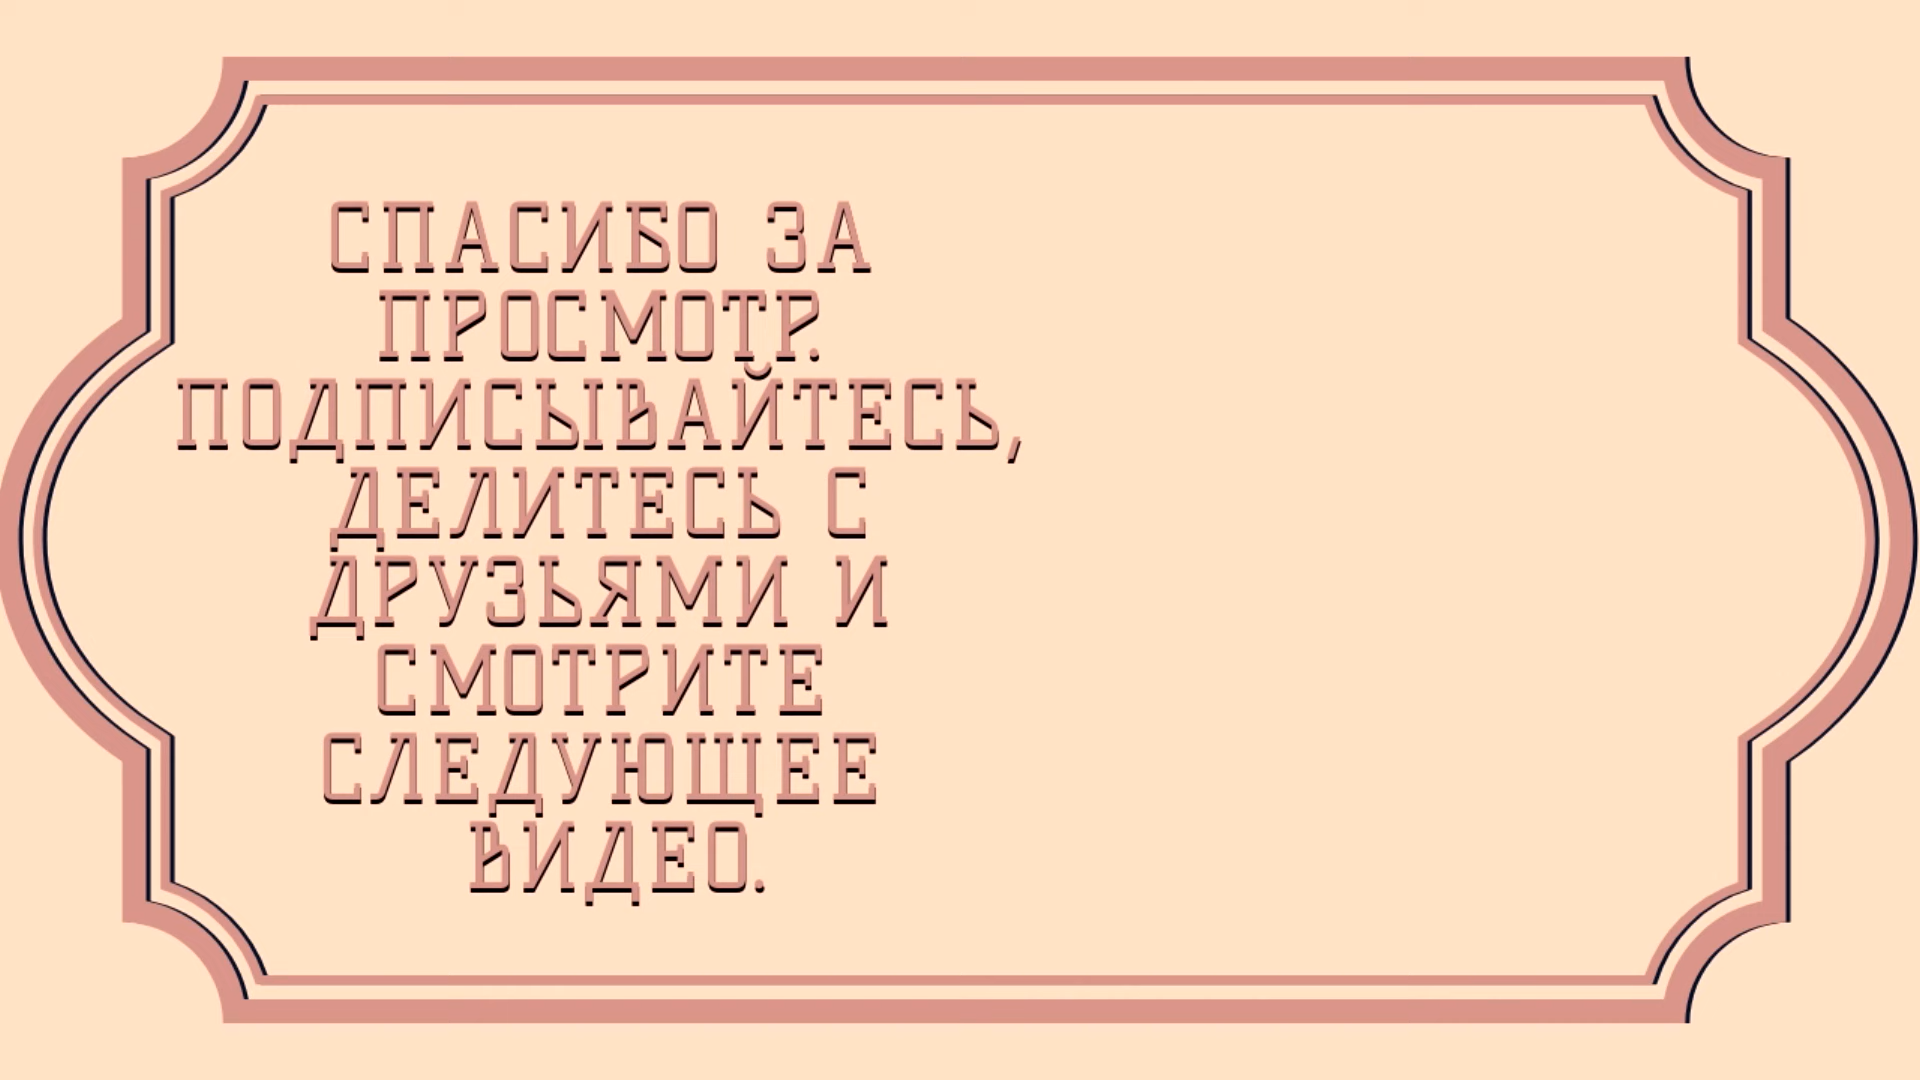 СПАСИБО ЗА
ПРОСМОТР.
ПОДПИСЫВАЙТЕСЬ,
ДЕЛИТЕСЬ С
ДРУЗЬЯМИ И
СМОТРИТЕ
СЛЕДУЮЩЕЕ
ВИДЕО.